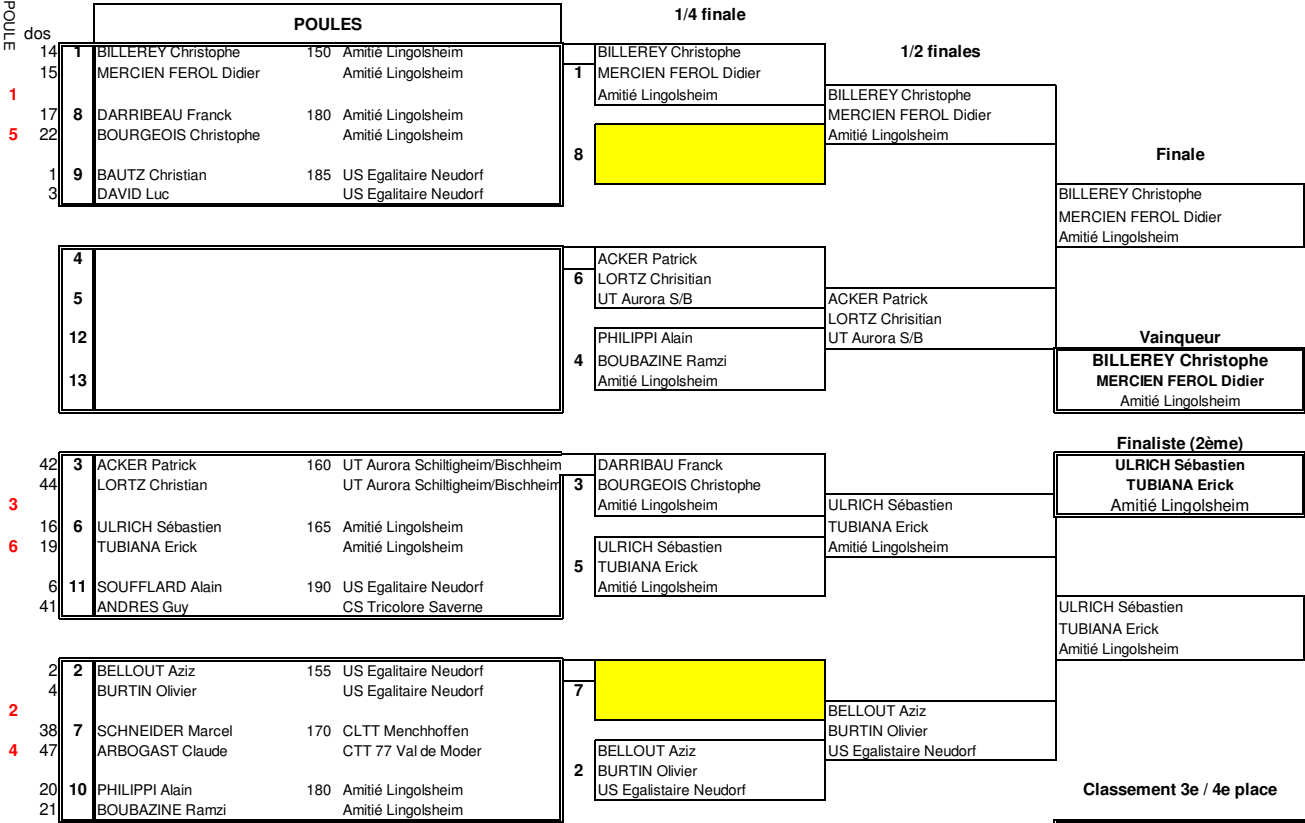 POULE
dos
POULES
1/4 finale
1/2 finales
Finale
14 1 BILLEREY Christophe 150 Amitié Lingolsheim
15 MERCIEN FEROL Didier Amitié Lingolsheim
1
17 8 DARRIBEAU Franck 180 Amitié Lingolsheim
5 22 BOURGEOIS Christophe Amitié Lingolsheim
1 9 BAUTZ Christian 185 US Egalitaire Neudorf
3 DAVID Luc US Egalitaire Neudorf
4
5
12
13
42 3 ACKER Patrick 160 UT Aurora Schiltigheim/Bischheim
44 LORTZ Christian UT Aurora Schiltigheim/Bischheim
3
16 6 ULRICH Sébastien 165 Amitié Lingolsheim
6 19 TUBIANA Erick Amitié Lingolsheim
6 11 SOUFFLARD Alain 190 US Egalitaire Neudorf
41 ANDRES Guy CS Tricolore Saverne
2 2 BELLOUT Aziz 155 US Egalitaire Neudorf
4 BURTIN Olivier US Egalitaire Neudorf
2
38 7 SCHNEIDER Marcel 170 CLTT Menchhoffen
4 47 ARBOGAST Claude CTT 77 Val de Moder
20 10 PHILIPPI Alain 180 Amitié Lingolsheim
21 BOUBAZINE Ramzi Amitié Lingolsheim
BILLEREY Christophe
1 MERCIEN FEROL Didier
Amitié Lingolsheim
8
ACKER Patrick
6 LORTZ Chrisitian
UT Aurora S/B
PHILIPPI Alain
4 BOUBAZINE Ramzi
Amitié Lingolsheim
DARRIBAU Franck
3 BOURGEOIS Christophe
Amitié Lingolsheim
ULRICH Sébastien
5 TUBIANA Erick
Amitié Lingolsheim
7
BELLOUT Aziz
2 BURTIN Olivier
US Egalistaire Neudorf
BILLEREY Christophe
MERCIEN FEROL Didier
Amitié Lingolsheim
ACKER Patrick
LORTZ Chrisitian
UT Aurora S/B
ULRICH Sébastien
TUBIANA Erick
Amitié Lingolsheim
BELLOUT Aziz
BURTIN Olivier
US Egalistaire Neudorf
BILLEREY Christophe
MERCIEN FEROL Didier
Amitié Lingolsheim
Vainqueur
BILLEREY Christophe
MERCIEN FEROL Didier
Amitié Lingolsheim
Finaliste (2ème)
ULRICH Sébastien
TUBIANA Erick
Amitié Lingolsheim
ULRICH Sébastien
TUBIANA Erick
Amitié Lingolsheim
Classement 3e / 4e place